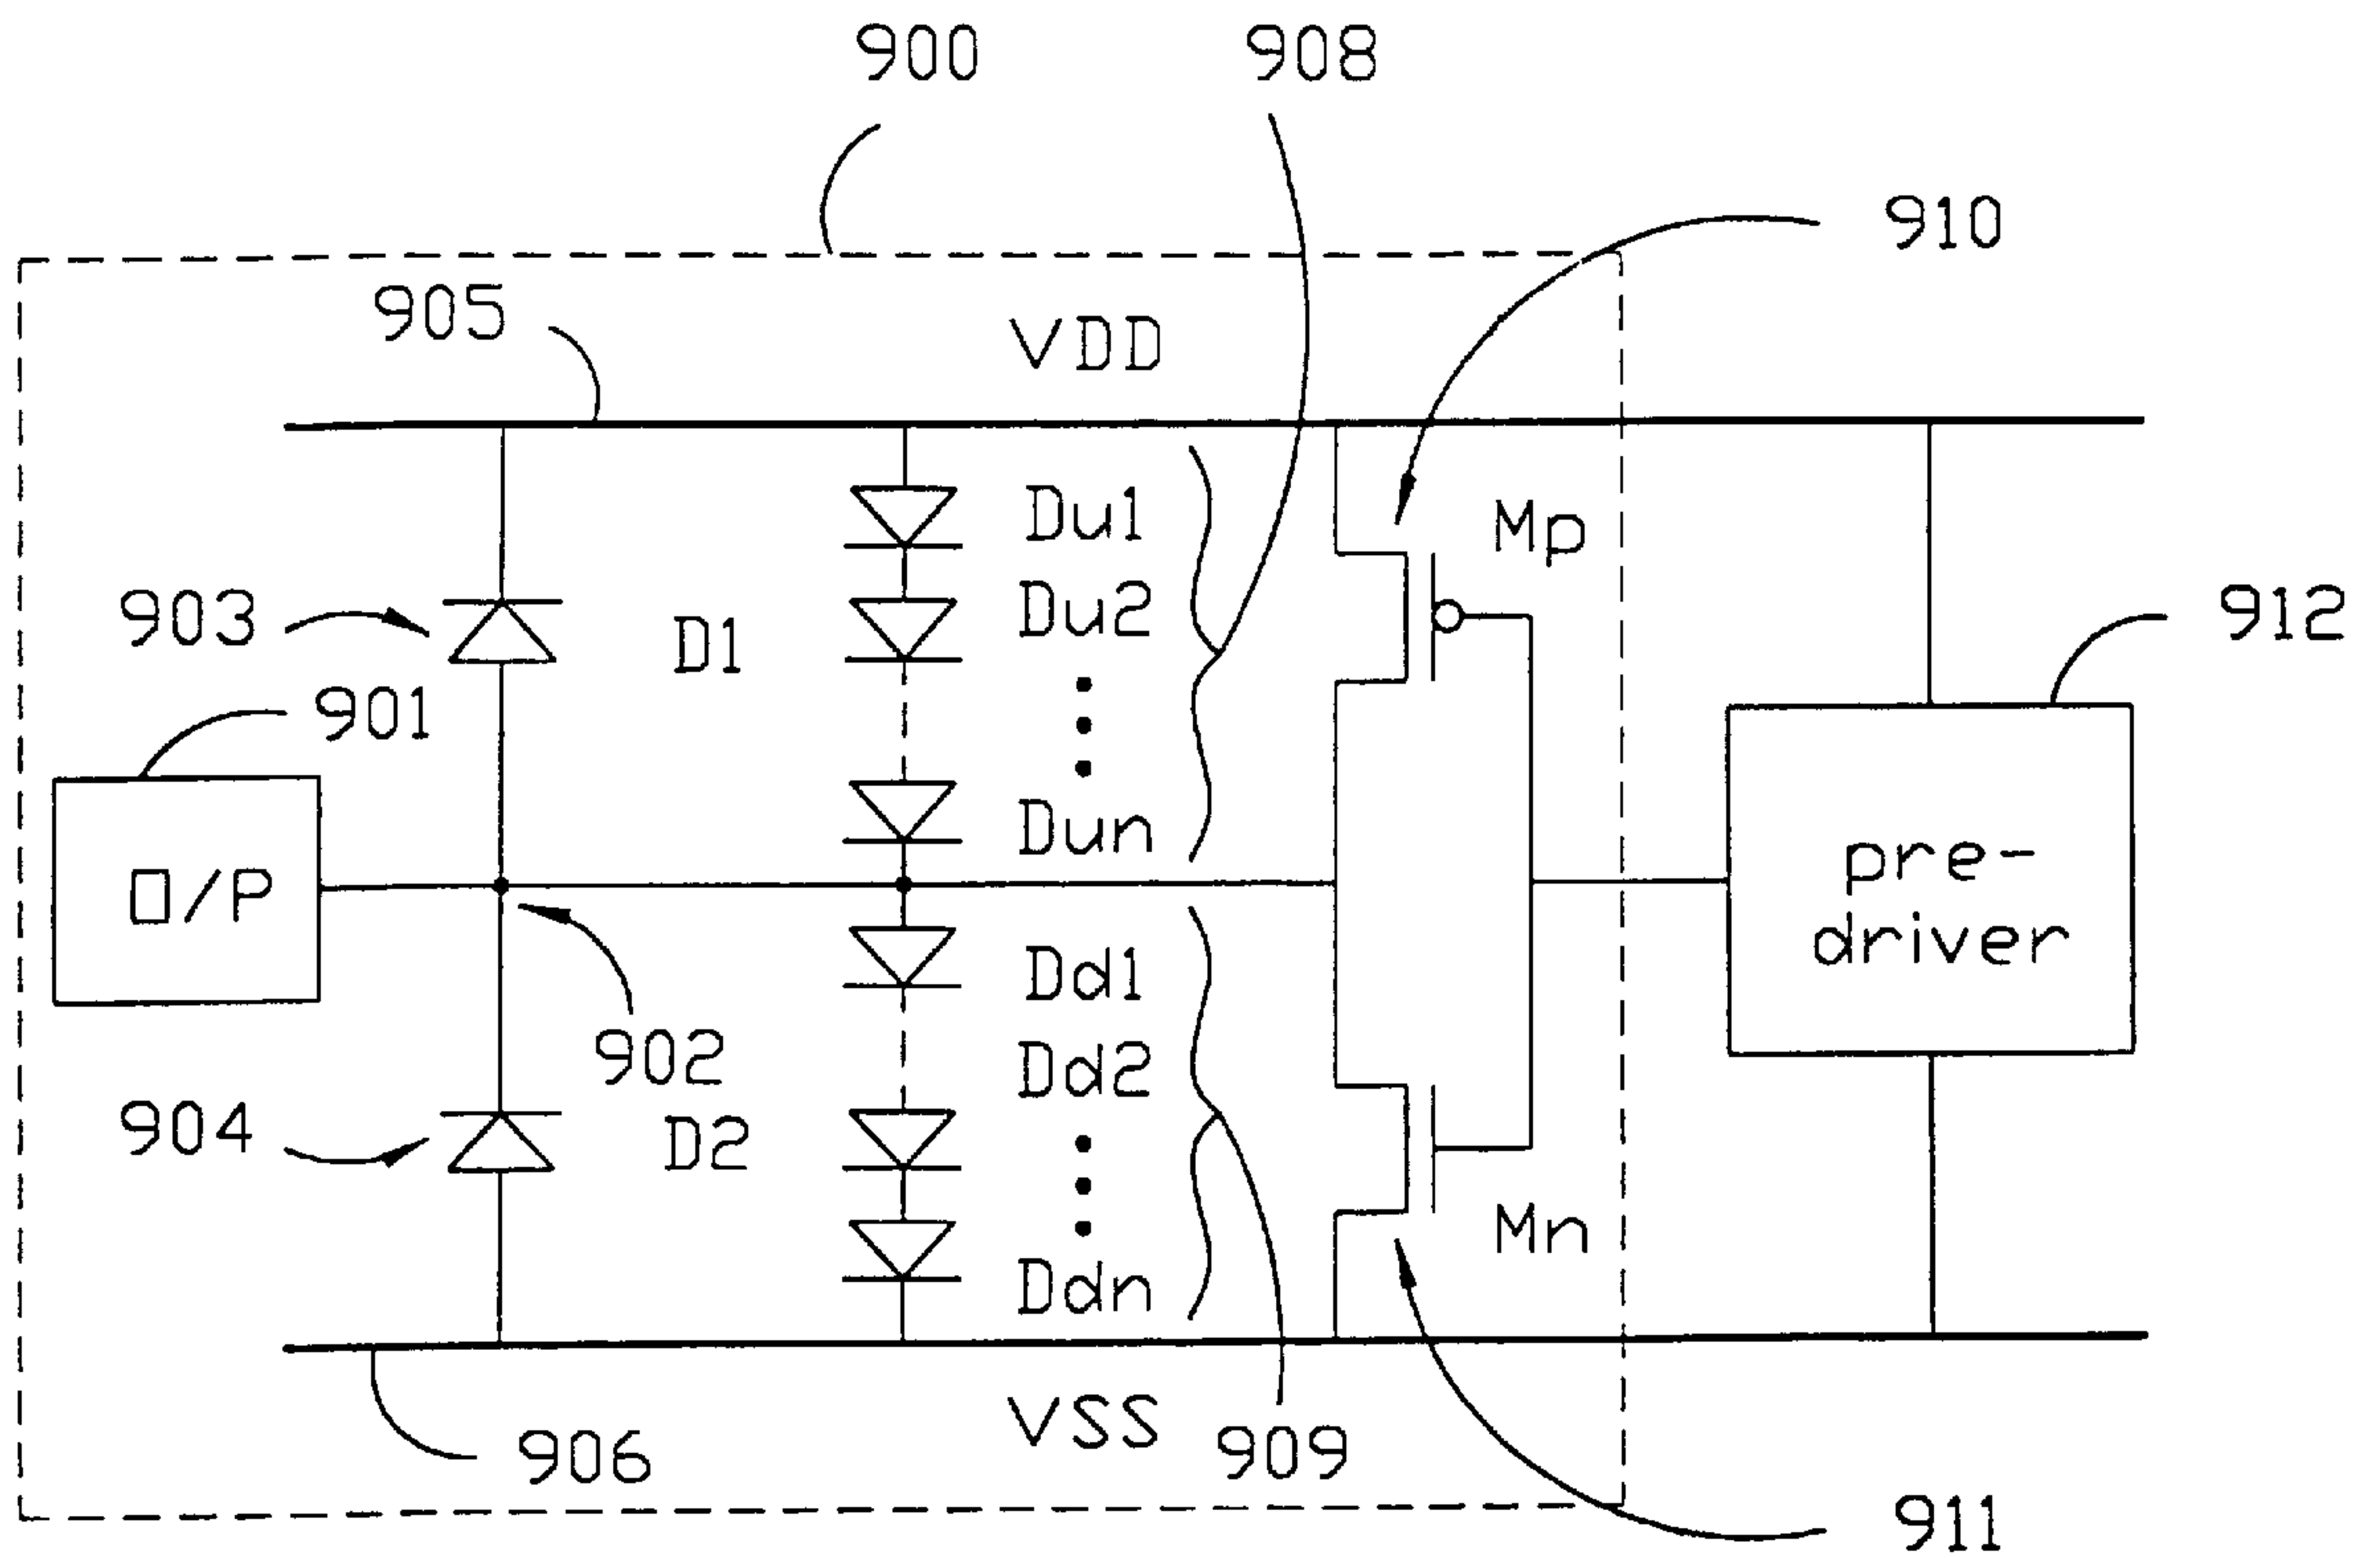 900
908
910
905
VDD
Du1
Mp
Du2
903
D1
912
901
Dun
O/P
pre-
driver
Dd1
902
Dd2
904
D2
Mn
Ddn
VSS
909
906
911